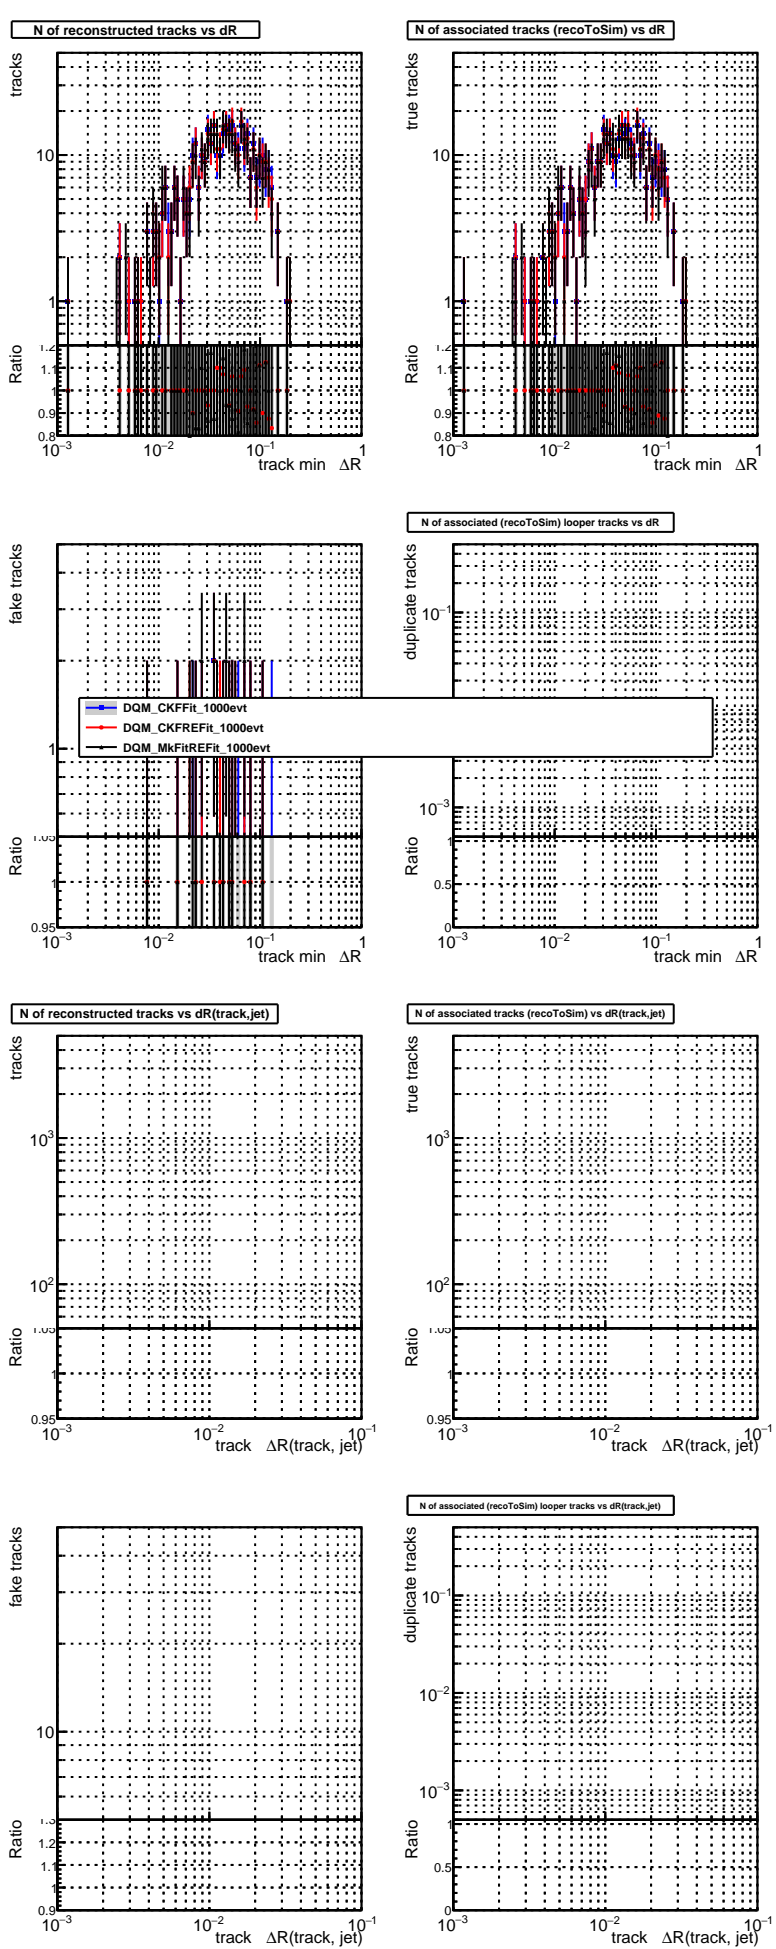 N of reconstructed tracks vs dR
N of associated tracks (recoToSim) vs dR
tracks
10
1
Ratio
1.2
1.1
1
0.9
0.8
10⁻³ 10⁻² 10⁻¹ 1
track min ΔR
true tracks
10
1
Ratio
1.2
1.1
1
0.9
0.8
10⁻³ 10⁻² 10⁻¹ 1
track min ΔR
N of associated (recoToSim) looper tracks vs dR
fake tracks
1
Ratio
1.05
1
0.95
10⁻³ 10⁻² 10⁻¹ 1
track min ΔR
duplicate tracks
10⁻¹
10⁻³
Ratio
1
0.5
0
10⁻³ 10⁻² 10⁻¹ 1
track min ΔR
DQM_CKFFit_1000evt
DQM_CKFREFit_1000evt
DQM_MkFitREFit_1000evt
N of reconstructed tracks vs dR(track,jet)
N of associated tracks (recoToSim) vs dR(track,jet)
tracks
10³
10²
Ratio
1.05
1
0.95
10⁻³ 10⁻² 10⁻¹
track ΔR(track, jet)
true tracks
10³
10²
Ratio
1.05
1
0.95
10⁻³ 10⁻² 10⁻¹
track ΔR(track, jet)
N of associated (recoToSim) looper tracks vs dR(track,jet)
fake tracks
10
Ratio
1.3
1.2
1.1
1
0.9
10⁻³ 10⁻² 10⁻¹
track ΔR(track, jet)
duplicate tracks
10⁻¹
10⁻²
10⁻³
Ratio
1
0.5
0
10⁻³ 10⁻² 10⁻¹
track ΔR(track, jet)